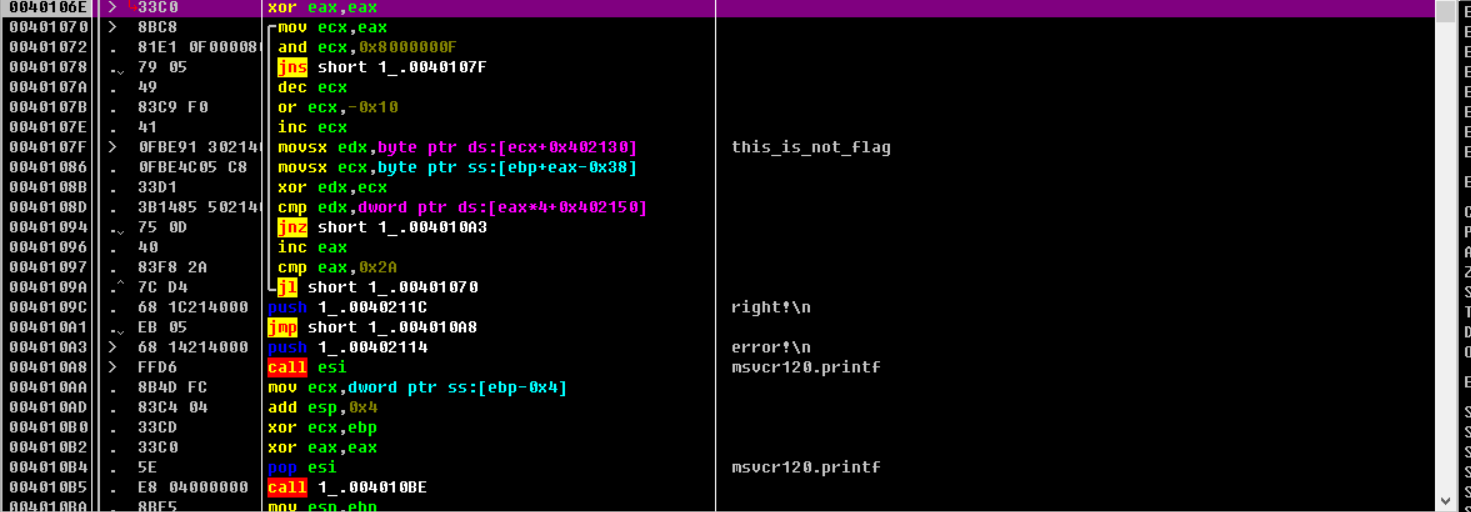 0040106E > 33C0 xor eax,eax
00401070 > 8BC8 mov ecx,eax
00401072 . 81E1 0F00008 and ecx,0x8000000F
00401078 . 79 05 jns short 1_.0040107F
0040107A . 49 dec ecx
0040107B . 83C9 F0 or ecx,-0x10
0040107E . 41 inc ecx
0040107F > 0FBE91 302140 movsx edx,byte ptr ds:[ecx+0x402130] this_is_not_flag
00401086 . 0FBE4C05 C8 movsx ecx,byte ptr ss:[ebp+eax-0x38]
0040108B . 33D1 xor edx,ecx
0040108D . 3B1485 502140 cmp edx,dword ptr ds:[eax*4+0x402150]
00401094 . 75 0D jnz short 1_.004010A3
00401096 . 40 inc eax
00401097 . 83F8 2A cmp eax,0x2A
0040109A .^ 7C D4 jl short 1_.00401070
0040109C . 68 1C214000 push 1_.0040211C right!\n
004010A1 . EB 05 jmp short 1_.004010A8
004010A3 > 68 14214000 push 1_.00402114 error!\n
004010A8 > FFD6 call esi msvcr120.printf
004010AA . 8B4D FC mov ecx,dword ptr ss:[ebp-0x4]
004010AD . 83C4 04 add esp,0x4
004010B0 . 33CD xor ecx,ebp
004010B2 . 33C0 xor eax,eax
004010B4 . 5E pop esi msvcr120.printf
004010B5 . E8 04000000 call 1_.004010BE
004010BA . 8BE5 mov esp,ebp